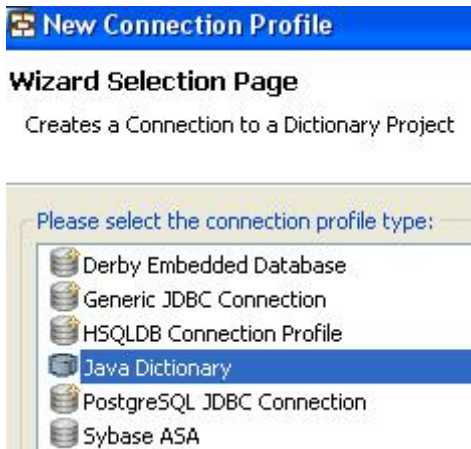 New Connection Profile
Wizard Selection Page
Creates a Connection to a Dictionary Project
Please select the connection profile type:
Derby Embedded Database
Generic JDBC Connection
HSQLDB Connection Profile
Java Dictionary
PostgreSQL JDBC Connection
Sybase ASA